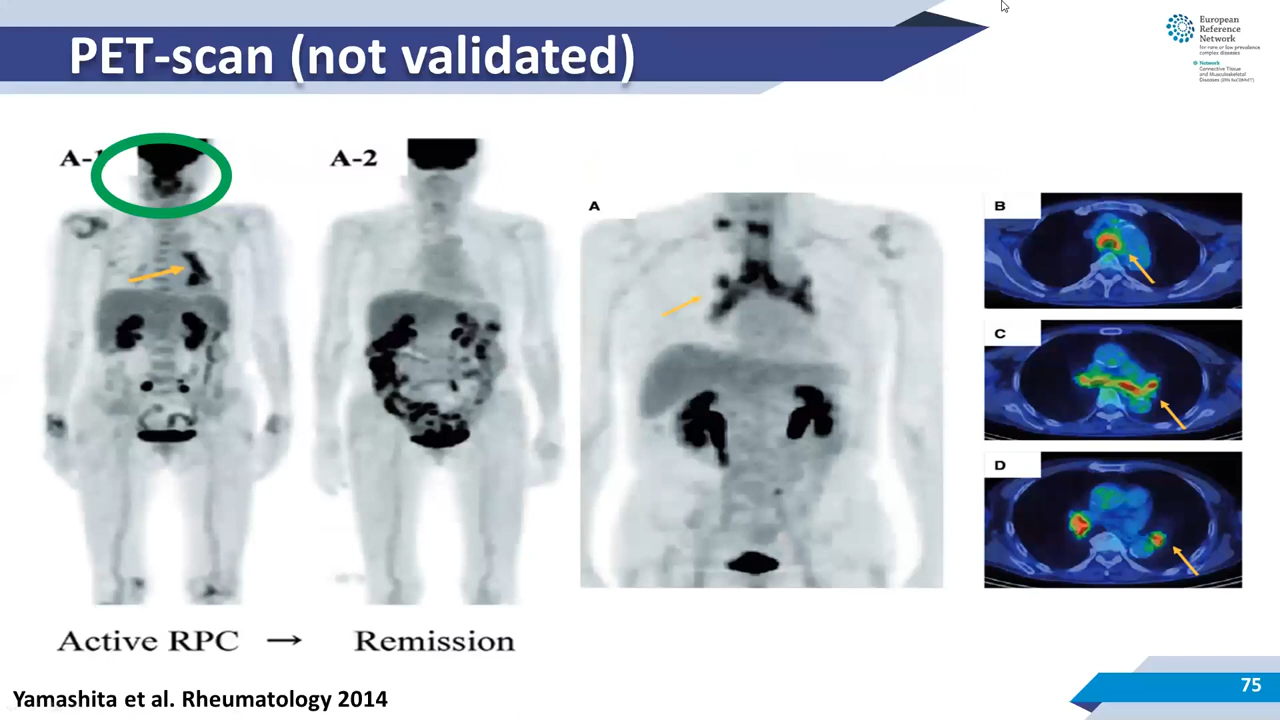 PET-scan (not validated)
European
Reference
Network
for rare or low prevalence
complex diseases
Network
Connective Tissue
and Musculoskeletal
Diseases (ERN ReCONNET)
A-1
A-2
A
B
C
D
Active RPC → Remission
Yamashita et al. Rheumatology 2014
75